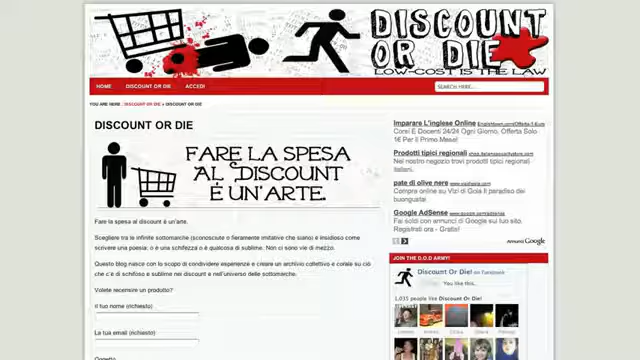 DISCOUNT
OR DIE
LOW-COST IS THE LAW
HOME DISCOUNT OR DIE ACCEDI
SEARCH HERE...
YOU ARE HERE : DISCOUNT OR DIE » DISCOUNT OR DIE
DISCOUNT OR DIE
FARE LA SPESA
AL DISCOUNT
È UN'ARTE.
Fare la spesa al discount è un'arte.
Scegliere tra le infinite sottomarche (sconosciute o fieramente imitative che siano) è insidioso come
scrivere una poesia: o è una schifezza o è qualcosa di sublime. Non ci sono vie di mezzo.
Questo blog nasce con lo scopo di condividere esperienze e creare un archivio collettivo e corale su ciò
che c'è di schifoso e sublime nei discount e nell'universo delle sottomarche.
Volete recensire un prodotto?
Il tuo nome (richiesto)
La tua email (richiesto)
Oggetto
Imparare L'inglese Online
Corsi E Docenti 24/24 Ogni Giorno. Offerta Solo
1€ Per il Primo Mese!
Prodotti tipici regionali
Nel nostro negozio trovi prodotti tipici regionali
italiani.
pate di olive nere
Compra online su Vizi di Gola il paradiso dei
buongustai!
Google AdSense
Fai soldi con annunci di Google sul tuo sito.
Registrati ora - Gratis!
Annunci Google
JOIN THE D.O.D ARMY!
Discount Or Die! on Facebook
You like this.
1,035 people like Discount Or Die!